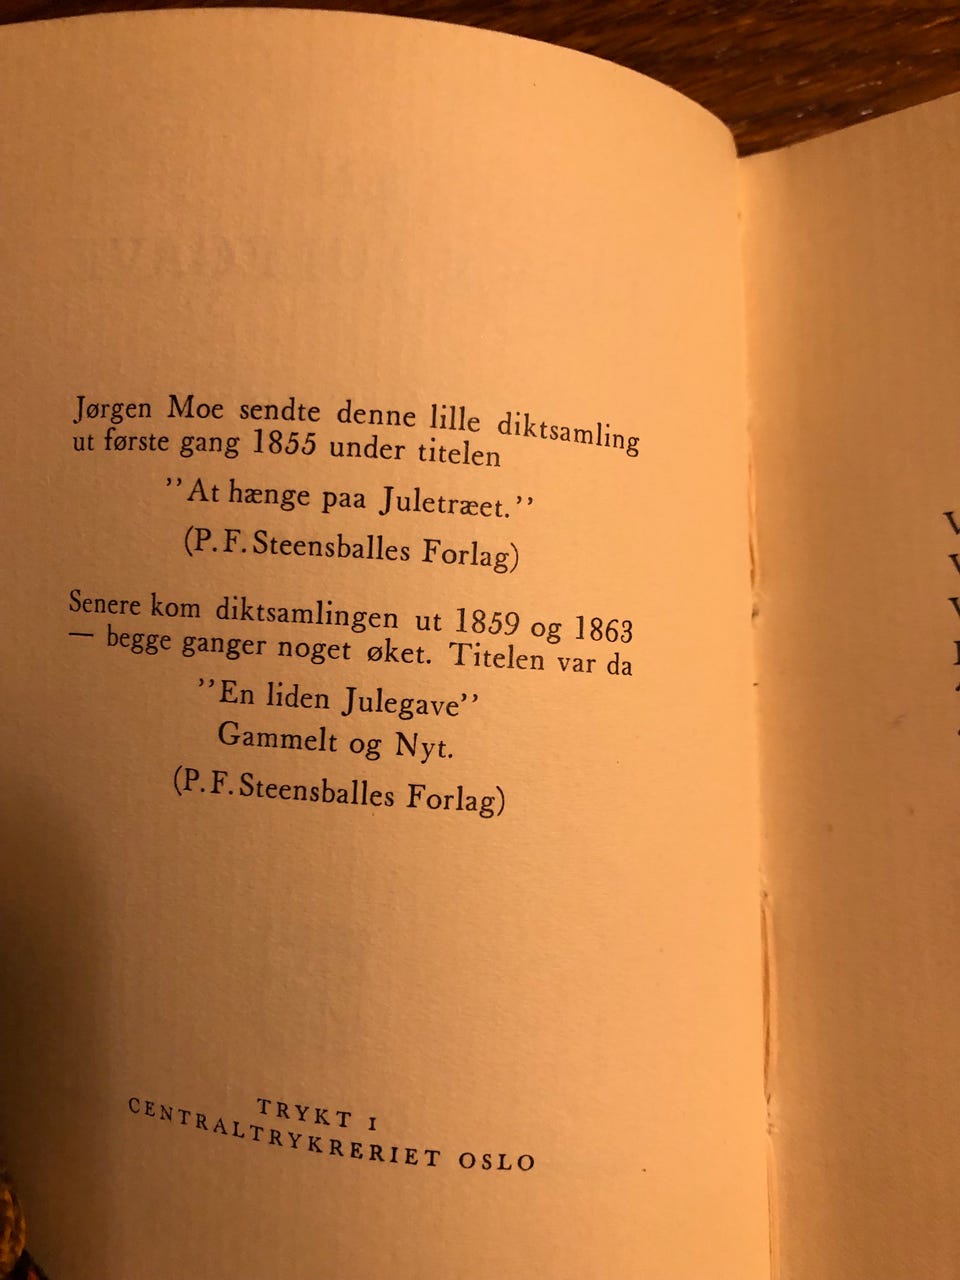 Jørgen Moe sendte denne lille diktsamling
ut første gang 1855 under titelen
"At hænge paa Juletræet."
(P. F. Steensballes Forlag)
Senere kom diktsamlingen ut 1859 og 1863
— begge ganger noget øket. Titelen var da
"En liden Julegave"
Gammelt og Nyt.
(P. F. Steensballes Forlag)
TRYKT I
CENTRALTRYKRERIET OSLO